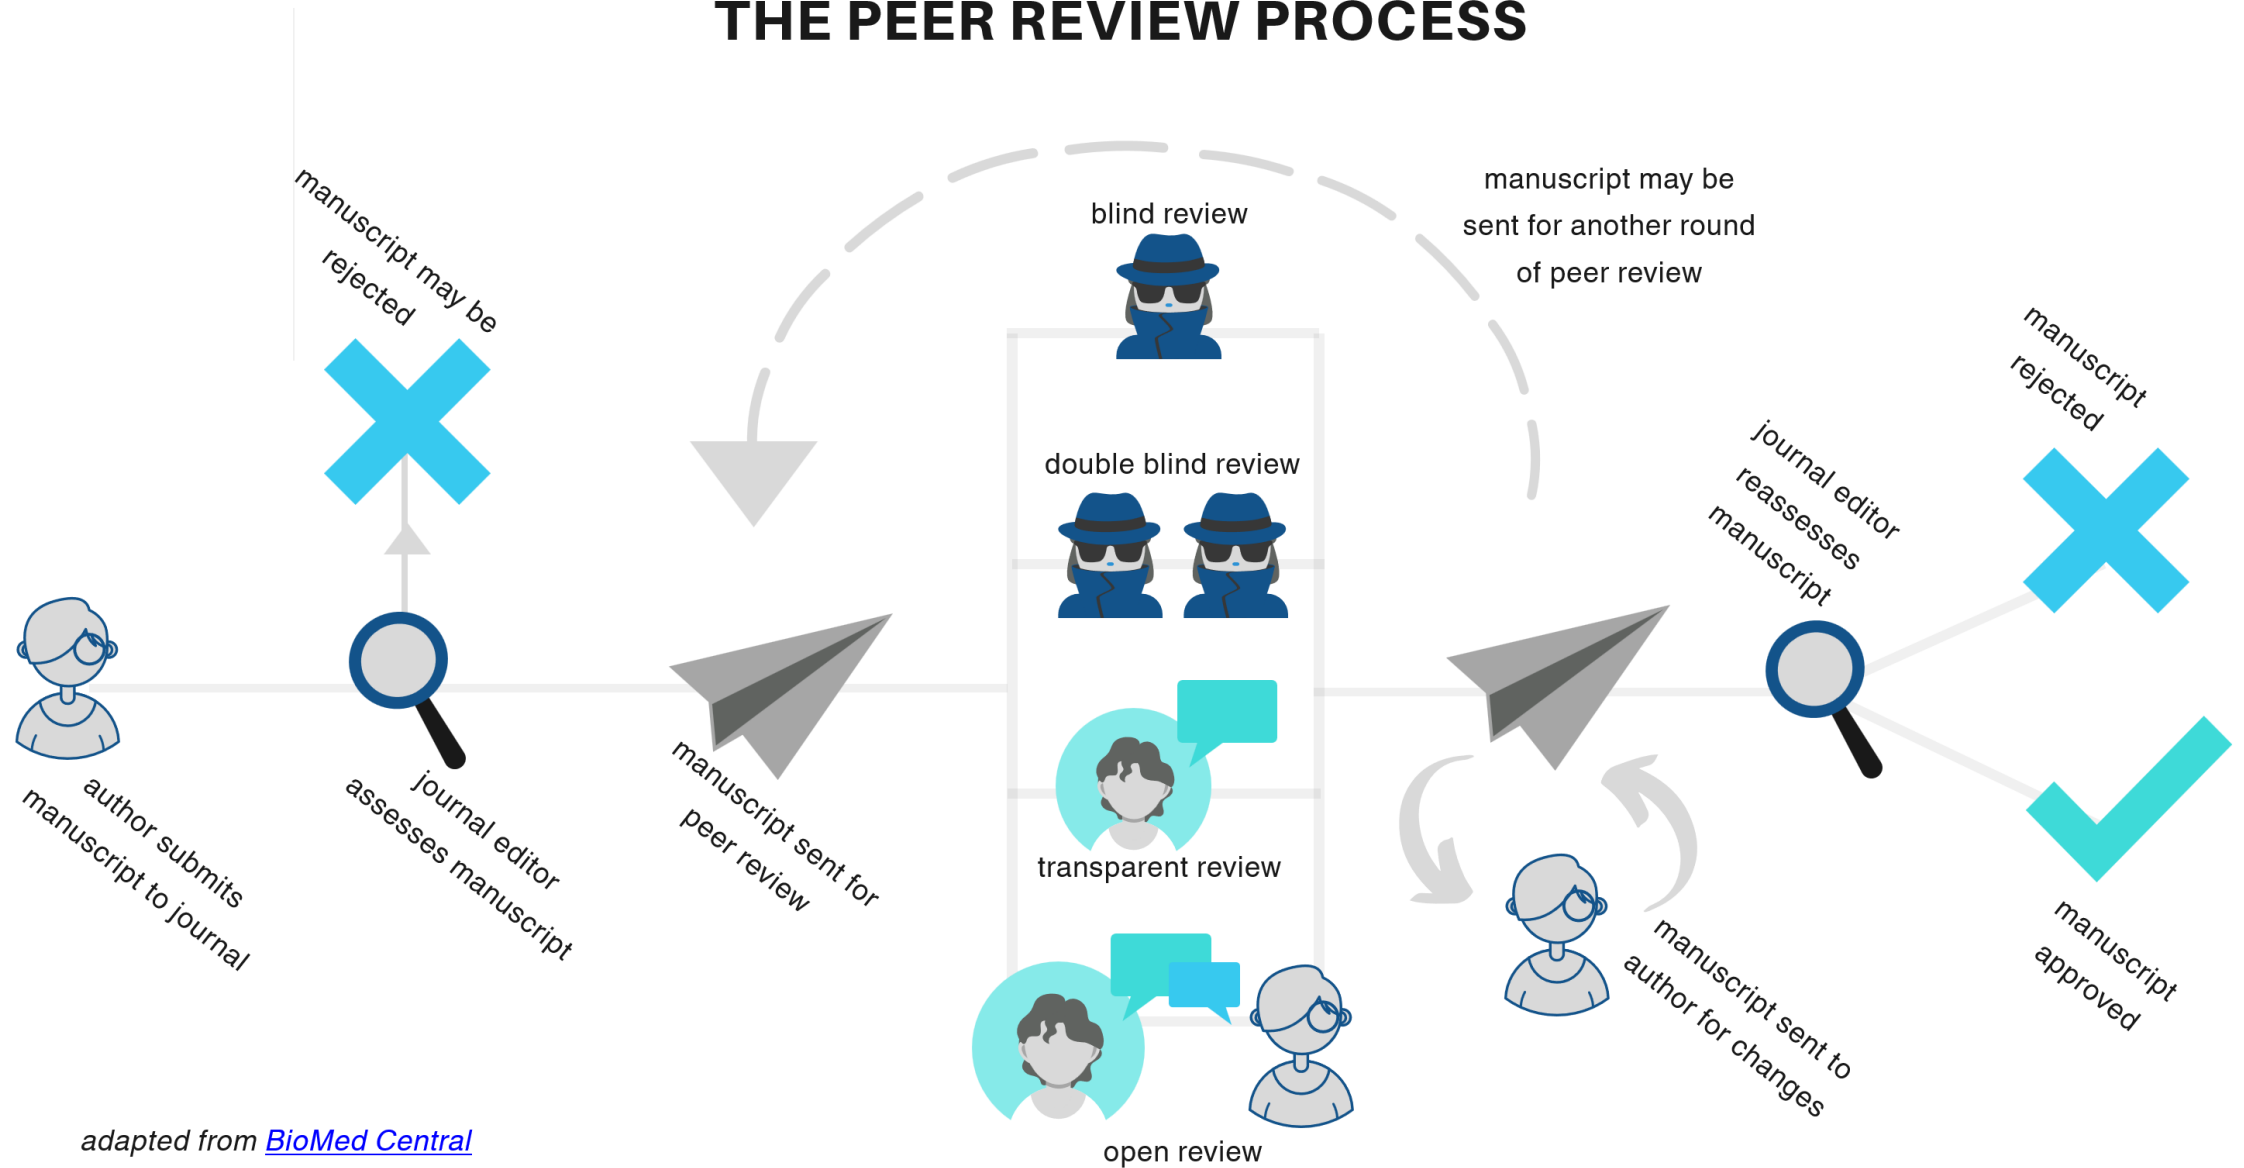 THE PEER REVIEW PROCESS
manuscript may be
rejected
author submits
manuscript to journal
journal editor
assesses manuscript
manuscript sent for
peer review
blind review
double blind review
transparent review
open review
manuscript may be
sent for another round
of peer review
manuscript sent to
author for changes
journal editor
reassesses
manuscript
manuscript
rejected
manuscript
approved
adapted from BioMed Central